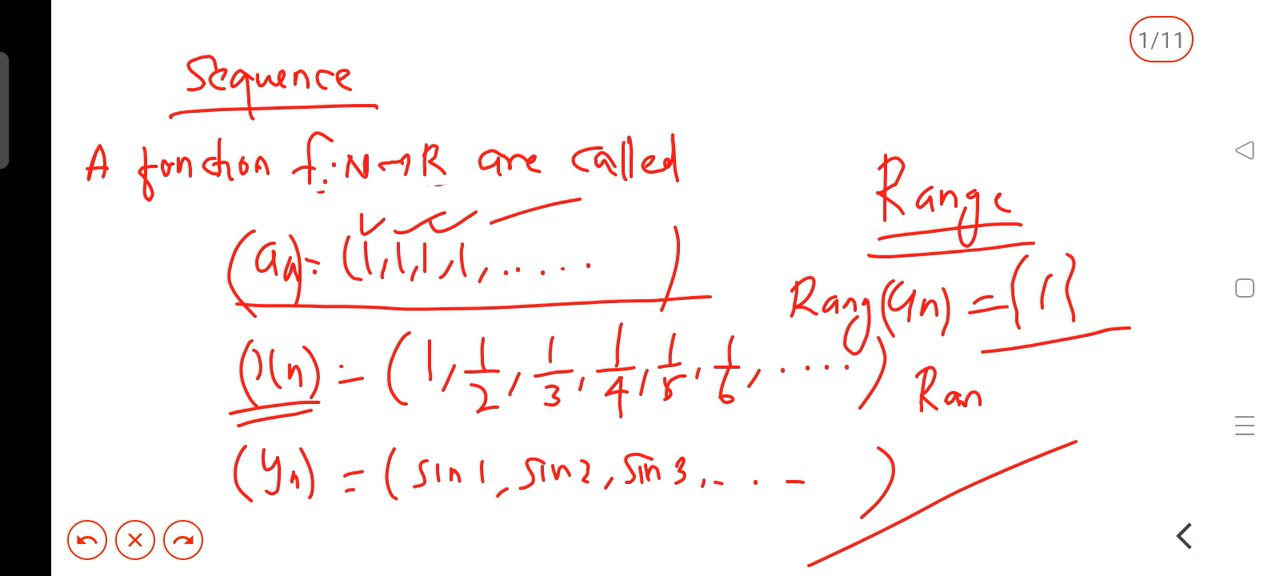 1/11
Sequence
A function f: N→R are called
(an) = (1, 1, 1, 1, ..... )
(xn) = (1, 1/2, 1/3, 1/4, 1/5, 1/6, .....)
(yn) = (sin1, sin2, sin3, ... - )
Range
Rang(an) = {1}
Ran